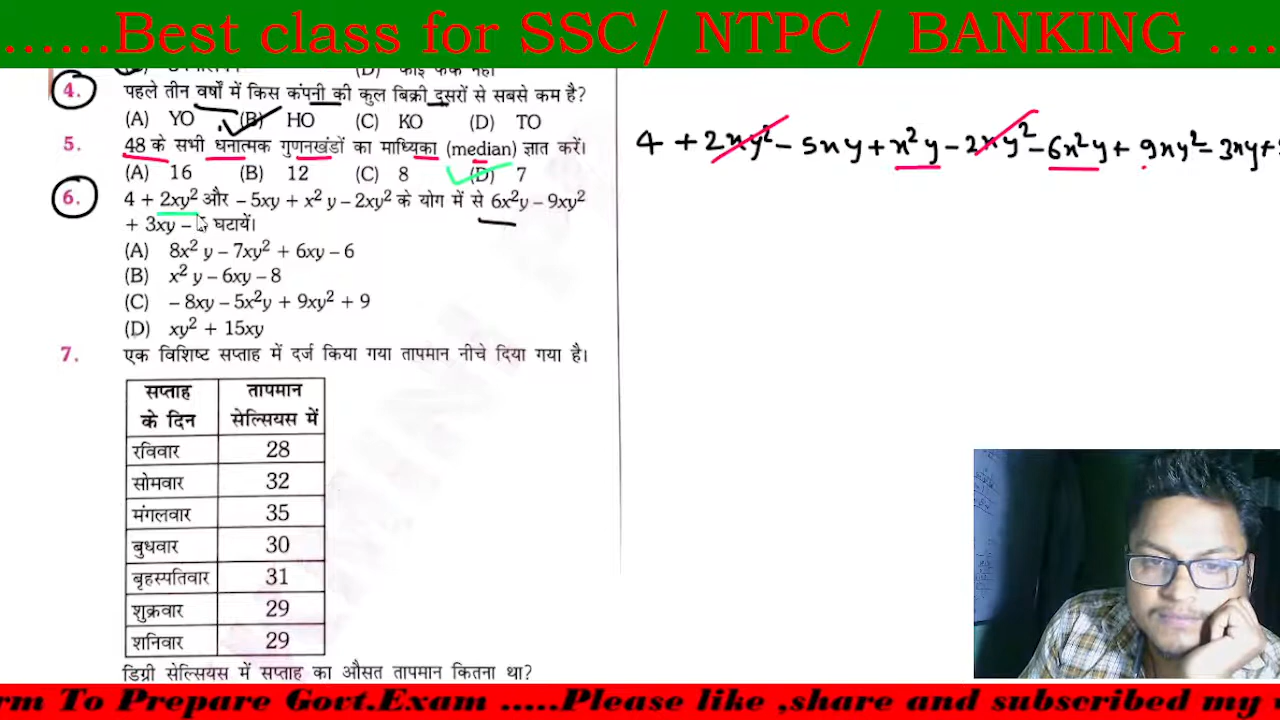 ......Best class for SSC/ NTPC/ BANKING ....
(D) कोई फर्क नहीं
4. पहले तीन वर्षों में किस कंपनी की कुल बिक्री दूसरों से सबसे कम है?
(A) YO (B) HO (C) KO (D) TO
5. 48 के सभी धनात्मक गुणनखंडों का माध्यिका (median) ज्ञात करें।
(A) 16 (B) 12 (C) 8 (D) 7
6. 4 + 2xy² और – 5xy + x² y – 2xy² के योग में से 6x²y – 9xy²
+ 3xy – घटायें।
(A) 8x² y – 7xy² + 6xy – 6
(B) x² y – 6xy – 8
(C) – 8xy – 5x²y + 9xy² + 9
(D) xy² + 15xy
7. एक विशिष्ट सप्ताह में दर्ज किया गया तापमान नीचे दिया गया है।
सप्ताह के दिन तापमान सेल्सियस में
रविवार 28
सोमवार 32
मंगलवार 35
बुधवार 30
बृहस्पतिवार 31
शुक्रवार 29
शनिवार 29
डिग्री सेल्सियस में सप्ताह का औसत तापमान कितना था?
4 + 2xy² – 5xy + x²y – 2xy² – 6x²y + 9xy² – 3xy +
rm To Prepare Govt.Exam .....Please like ,share and subscribed my